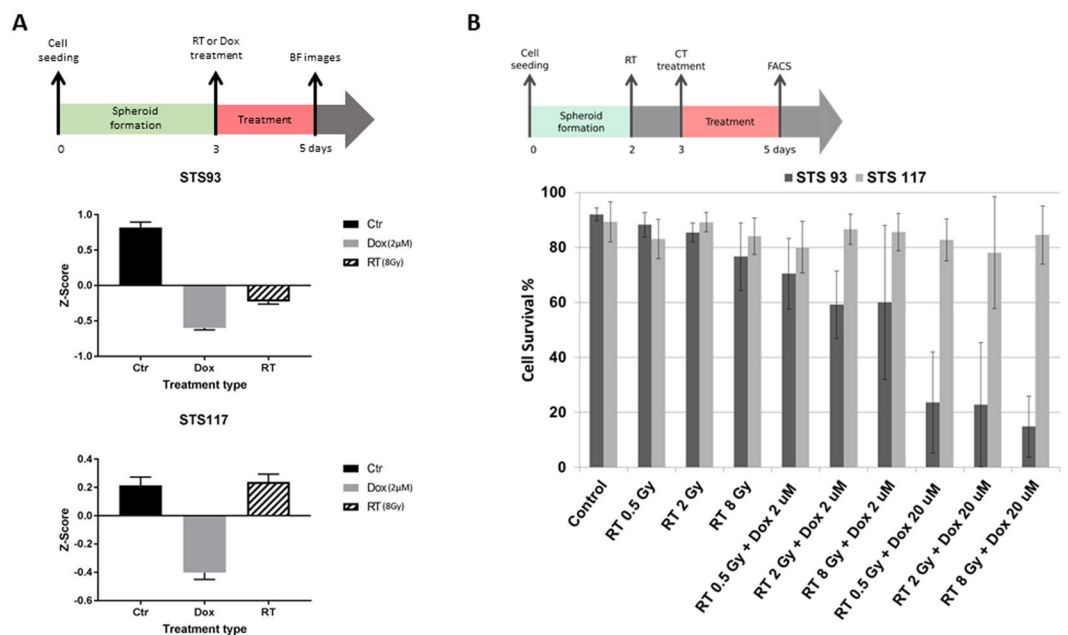 A
Cell
seeding
RT or Dox
treatment
BF images
Spheroid
formation
Treatment
0
3
5 days
STS93
1.0
0.5
0.0
-0.5
-1.0
Z-Score
Ctr
Dox
RT
Treatment type
Ctr
Dox(2μM)
RT(8Gy)
STS117
0.4
0.2
0.0
-0.2
-0.4
-0.6
Z-Score
Ctr
Dox
RT
Treatment type
Ctr
Dox(2μM)
RT(8Gy)
B
Cell
seeding
RT
CT
treatment
FACS
Spheroid
formation
Treatment
0
2
3
5 days
STS 93
STS 117
100
80
60
40
20
0
Cell Survival %
Control
RT 0.5 Gy
RT 2 Gy
RT 8 Gy
RT 0.5 Gy + Dox 2 uM
RT 2 Gy + Dox 2 uM
RT 8 Gy + Dox 2 uM
RT 0.5 Gy + Dox 20 uM
RT 2 Gy + Dox 20 uM
RT 8 Gy + Dox 20 uM